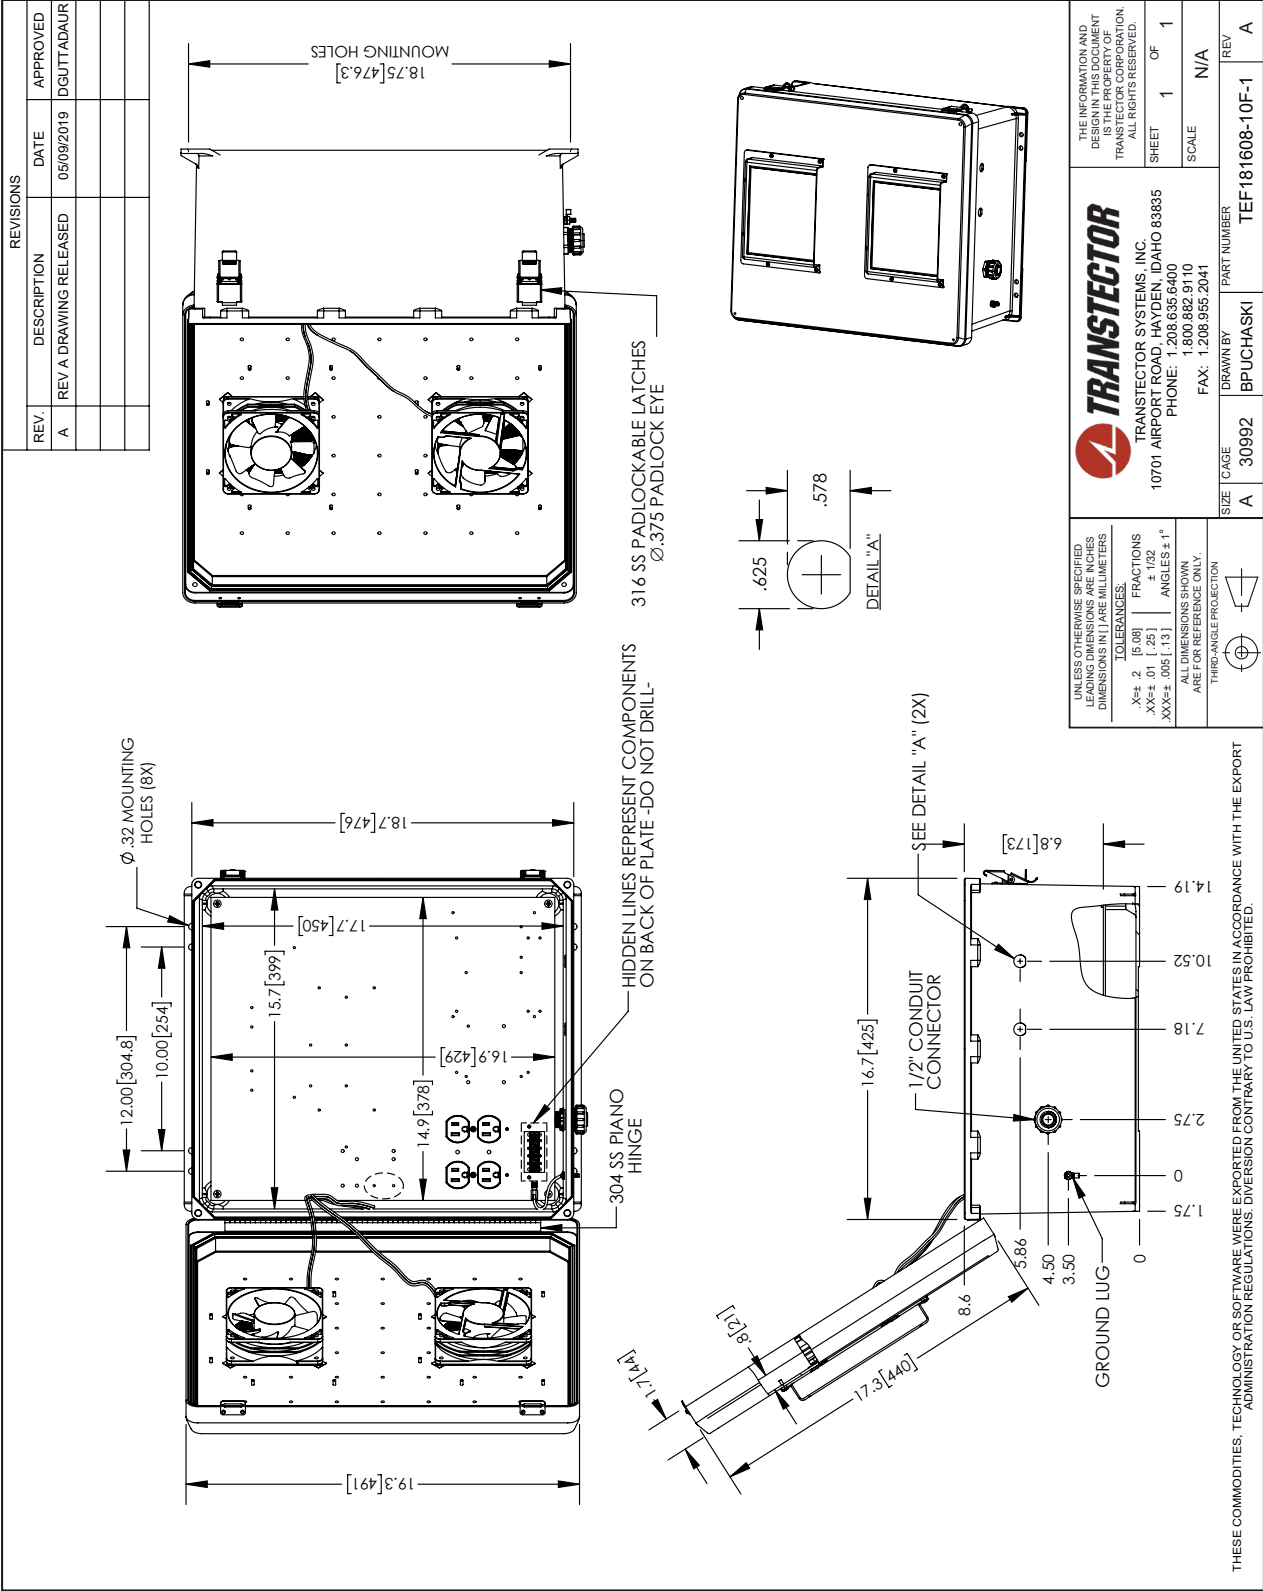 REVISIONS
REV. DESCRIPTION DATE APPROVED
A REV A DRAWING RELEASED 05/09/2019 DGUTTADAUR
Ø.32 MOUNTING
HOLES (8X)
12.00[304.8]
10.00[254]
18.7[476]
17.7[450]
15.7[399]
16.9[429]
14.9[378]
19.3[491]
HIDDEN LINES REPRESENT COMPONENTS
ON BACK OF PLATE -DO NOT DRILL-
304 SS PIANO
HINGE
18.75[476.3]
MOUNTING HOLES
316 SS PADLOCKABLE LATCHES
Ø.375 PADLOCK EYE
1.7[44]
.8[21]
17.3[440]
16.7[425]
1/2" CONDUIT
CONNECTOR
SEE DETAIL "A" (2X)
6.8[173]
8.6
5.86
4.50
3.50
0
GROUND LUG
1.75
0
2.75
7.18
10.52
14.19
.625
.578
DETAIL "A"
UNLESS OTHERWISE SPECIFIED
LEADING DIMENSIONS ARE INCHES
DIMENSIONS IN [ ] ARE MILLIMETERS
TOLERANCES:
.X=± .2 [5.08] FRACTIONS
.XX=± .01 [ .25 ] ± 1/32
.XXX=± .005 [ .13 ] ANGLES ± 1°
ALL DIMENSIONS SHOWN
ARE FOR REFERENCE ONLY.
THIRD-ANGLE PROJECTION
TRANSTECTOR
TRANSTECTOR SYSTEMS, INC.
10701 AIRPORT ROAD, HAYDEN, IDAHO 83835
PHONE: 1.208.635.6400
1.800.882.9110
FAX: 1.208.955.2041
THE INFORMATION AND
DESIGN IN THIS DOCUMENT
IS THE PROPERTY OF
TRANSTECTOR CORPORATION.
ALL RIGHTS RESERVED.
SHEET 1 OF 1
SCALE N/A
SIZE A
CAGE 30992
DRAWN BY BPUCHASKI
PART NUMBER TEF181608-10F-1
REV A
THESE COMMODITIES, TECHNOLOGY OR SOFTWARE WERE EXPORTED FROM THE UNITED STATES IN ACCORDANCE WITH THE EXPORT
ADMINISTRATION REGULATIONS. DIVERSION CONTRARY TO U.S. LAW PROHIBITED.